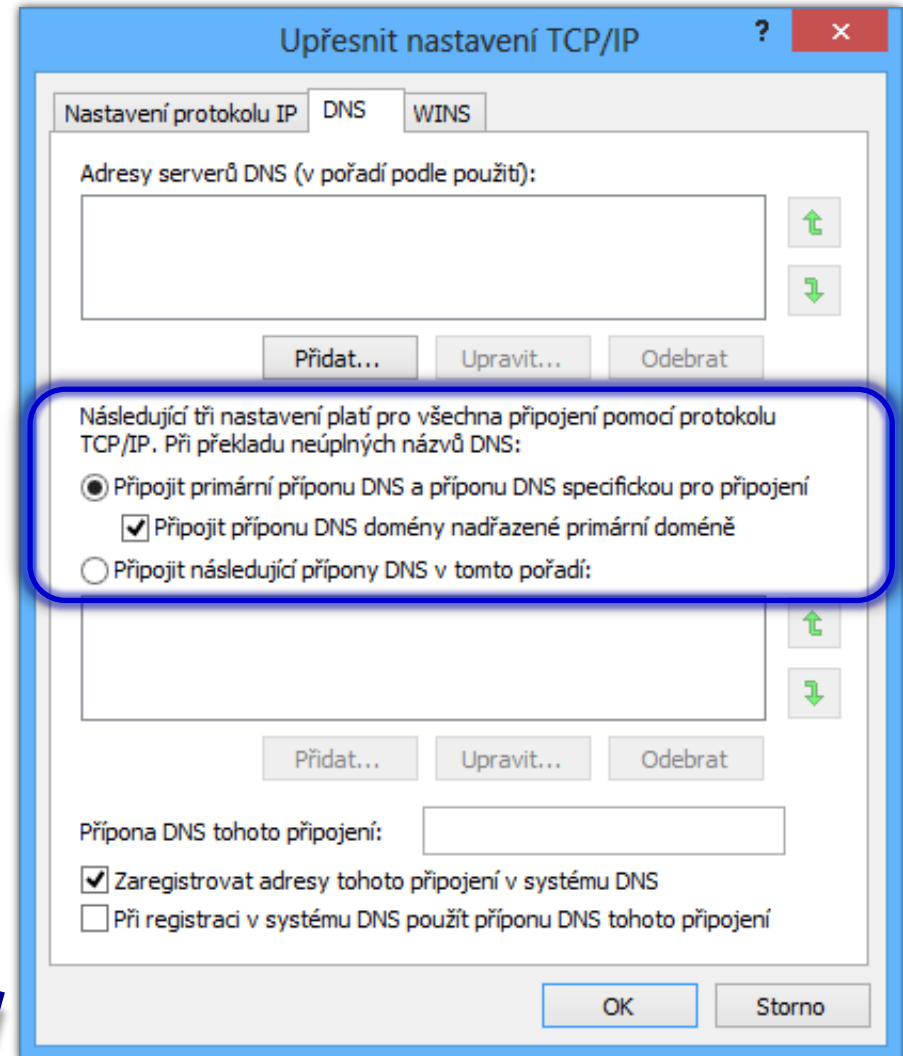 Upřesnit nastavení TCP/IP ?
Nastavení protokolu IP DNS WINS
Adresy serverů DNS (v pořadí podle použití):
Přidat... Upravit... Odebrat
Následující tři nastavení platí pro všechna připojení pomocí protokolu
TCP/IP. Při překladu neúplných názvů DNS:
Připojit primární příponu DNS a příponu DNS specifickou pro připojení
Připojit příponu DNS domény nadřazené primární doméně
Připojit následující přípony DNS v tomto pořadí:
Přidat... Upravit... Odebrat
Přípona DNS tohoto připojení:
Zaregistrovat adresy tohoto připojení v systému DNS
Při registraci v systému DNS použít příponu DNS tohoto připojení
OK Storno